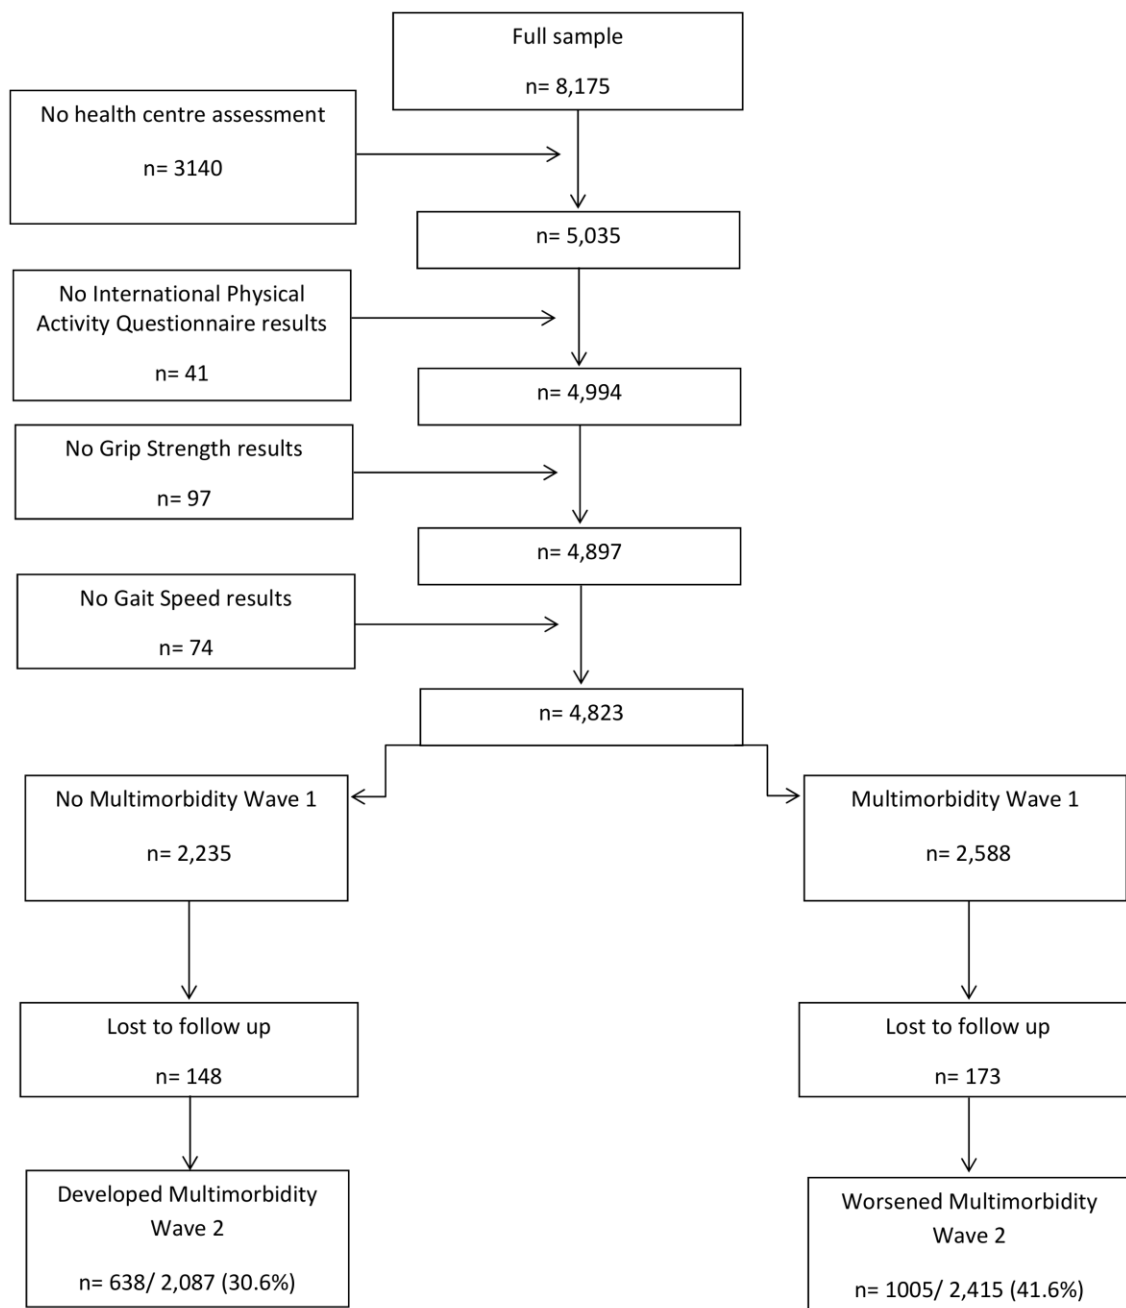 Full sample
n= 8,175
No health centre assessment
n= 3140
n= 5,035
No International Physical
Activity Questionnaire results
n= 41
n= 4,994
No Grip Strength results
n= 97
n= 4,897
No Gait Speed results
n= 74
n= 4,823
No Multimorbidity Wave 1
n= 2,235
Multimorbidity Wave 1
n= 2,588
Lost to follow up
n= 148
Lost to follow up
n= 173
Developed Multimorbidity
Wave 2
n= 638/ 2,087 (30.6%)
Worsened Multimorbidity
Wave 2
n= 1005/ 2,415 (41.6%)